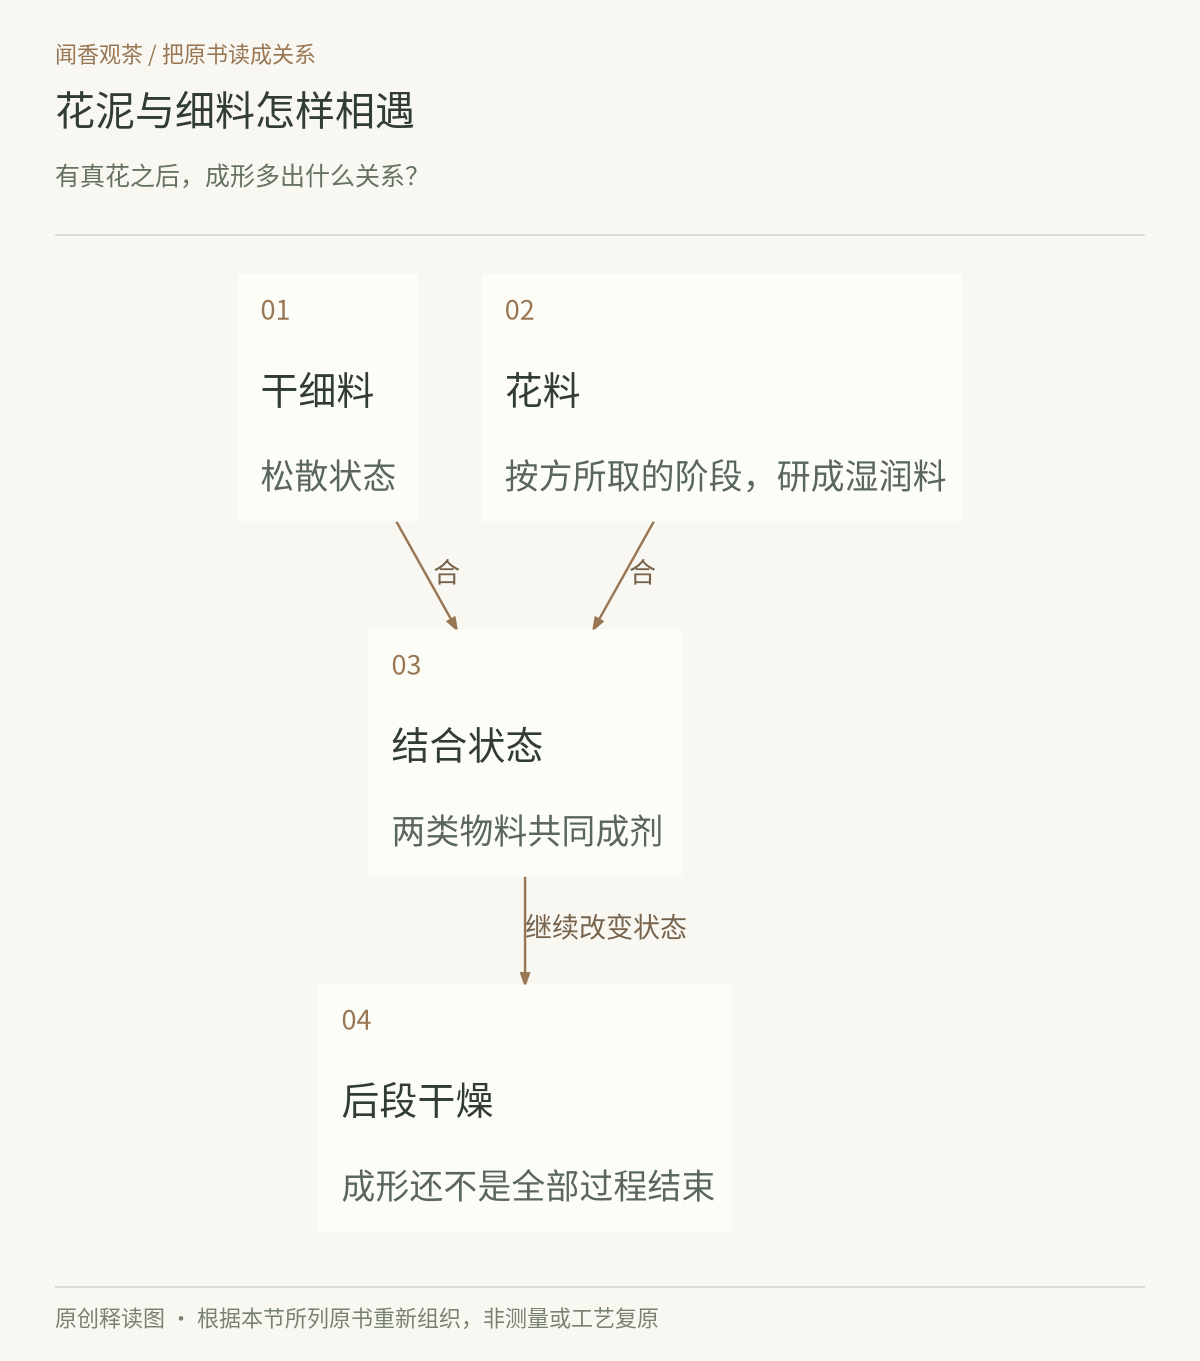 闻香观茶 / 把原书读成关系
花泥与细料怎样相遇
有真花之后，成形多出什么关系？
01
干细料
松散状态
02
花料
按方所取的阶段，研成湿润料
合
合
03
结合状态
两类物料共同成剂
继续改变状态
04
后段干燥
成形还不是全部过程结束
原创释读图 · 根据本节所列原书重新组织，非测量或工艺复原